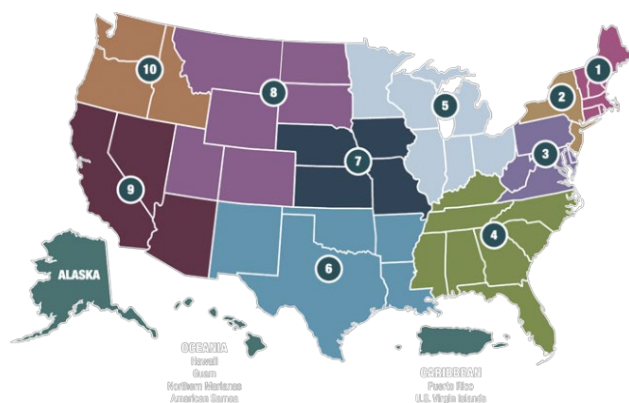 1
2
3
4
5
6
7
8
9
10
ALASKA
OCEANIA
Hawaii
Guam
Northern Marianas
American Samoa
CARIBBEAN
Puerto Rico
U.S. Virgin Islands